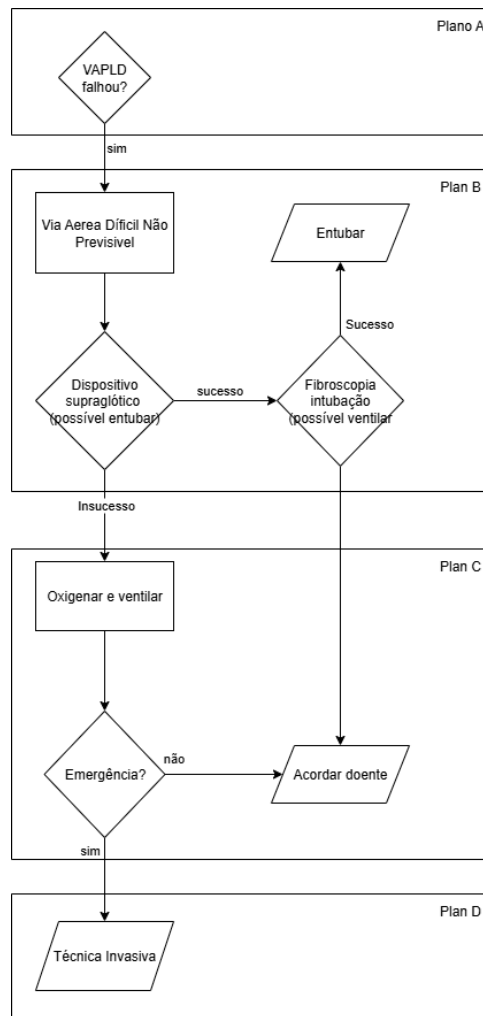 Plano A
VAPLD
falhou?
sim
Plan B
Via Aerea Díficil Não
Previsivel
Entubar
Sucesso
Dispositivo
supraglótico
(possível entubar)
sucesso
Fibroscopia
intubação
(possível ventilar
Insucesso
Plan C
Oxigenar e ventilar
Emergência?
não
Acordar doente
sim
Plan D
Técnica Invasiva